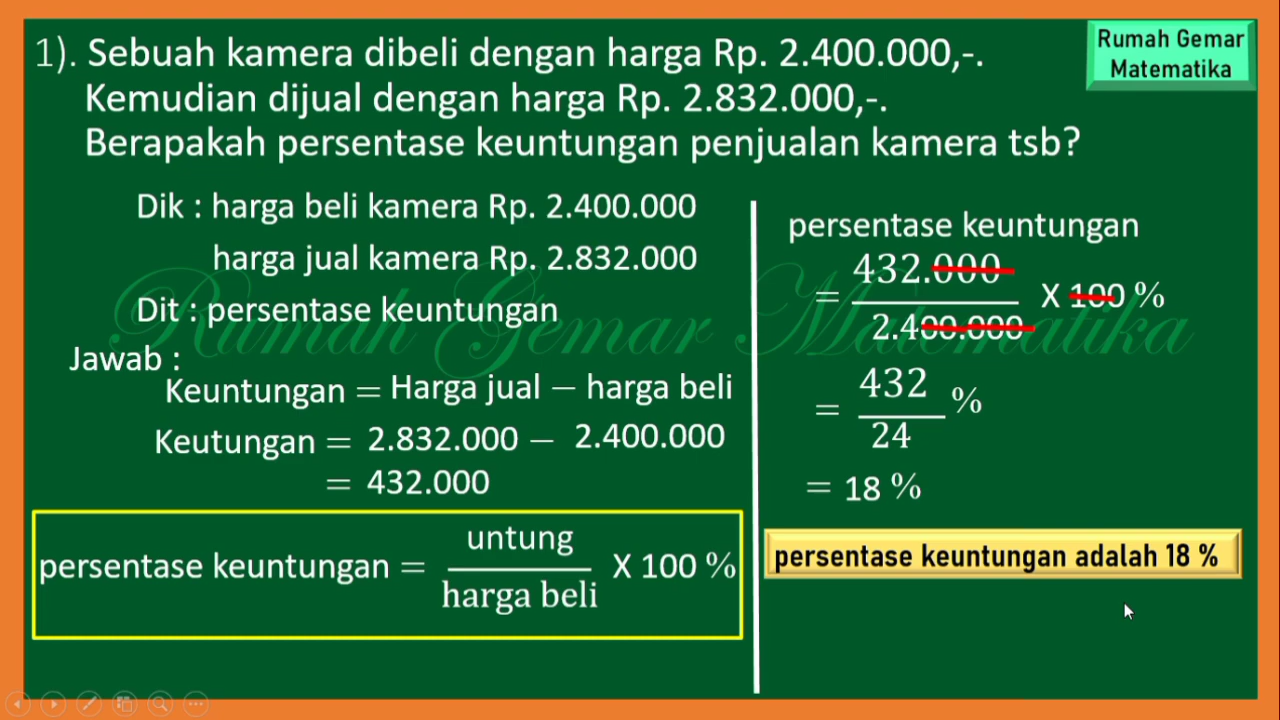 1). Sebuah kamera dibeli dengan harga Rp. 2.400.000,-.
Kemudian dijual dengan harga Rp. 2.832.000,-.
Berapakah persentase keuntungan penjualan kamera tsb?
Rumah Gemar
Matematika
Dik : harga beli kamera Rp. 2.400.000
harga jual kamera Rp. 2.832.000
Dit : persentase keuntungan
Jawab :
Keuntungan = Harga jual − harga beli
Keutungan = 2.832.000 − 2.400.000
= 432.000
persentase keuntungan = untung / harga beli X 100 %
persentase keuntungan
= 432.000 / 2.400.000 X 100 %
= 432 / 24 %
= 18 %
persentase keuntungan adalah 18 %
Rumah Gemar Matematika